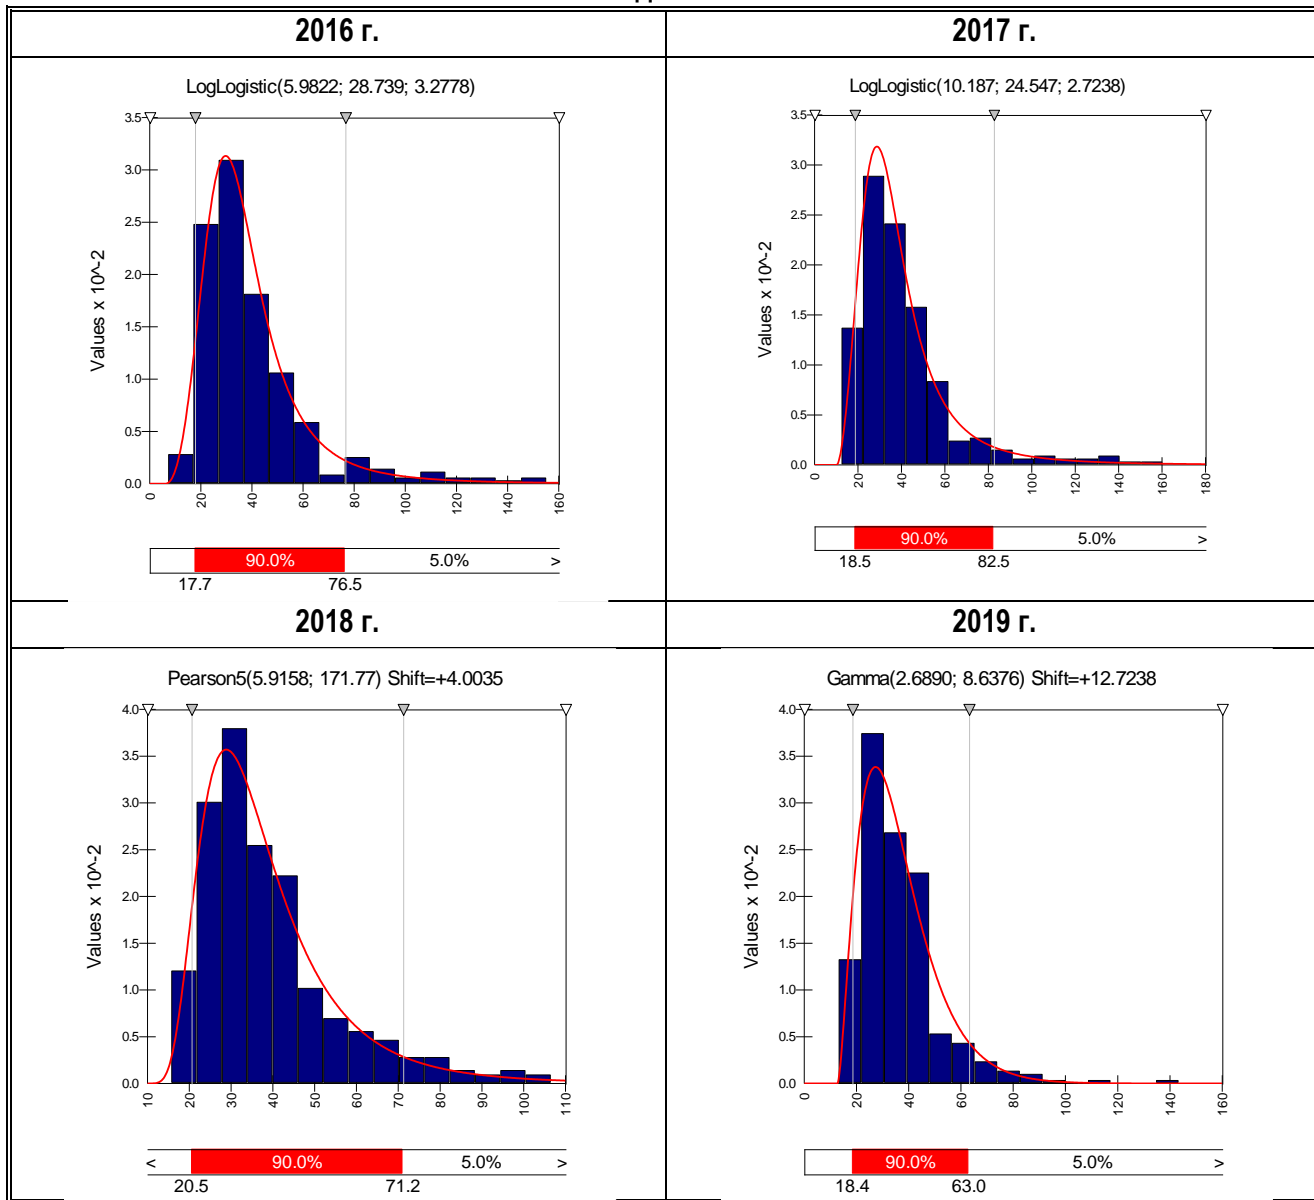 2016 г.
2017 г.
LogLogistic(5.9822; 28.739; 3.2778)
3.5
3.0
2.5
2.0
1.5
1.0
0.5
0.0
Values x 10^-2
0 20 40 60 80 100 120 140 160
90.0% 5.0% >
17.7 76.5
LogLogistic(10.187; 24.547; 2.7238)
3.5
3.0
2.5
2.0
1.5
1.0
0.5
0.0
Values x 10^-2
0 20 40 60 80 100 120 140 160 180
90.0% 5.0% >
18.5 82.5
2018 г.
2019 г.
Pearson5(5.9158; 171.77) Shift=+4.0035
4.0
3.5
3.0
2.5
2.0
1.5
1.0
0.5
0.0
Values x 10^-2
10 20 30 40 50 60 70 80 90 100 110
< 90.0% 5.0% >
20.5 71.2
Gamma(2.6890; 8.6376) Shift=+12.7238
4.0
3.5
3.0
2.5
2.0
1.5
1.0
0.5
0.0
Values x 10^-2
0 20 40 60 80 100 120 140 160
90.0% 5.0% >
18.4 63.0